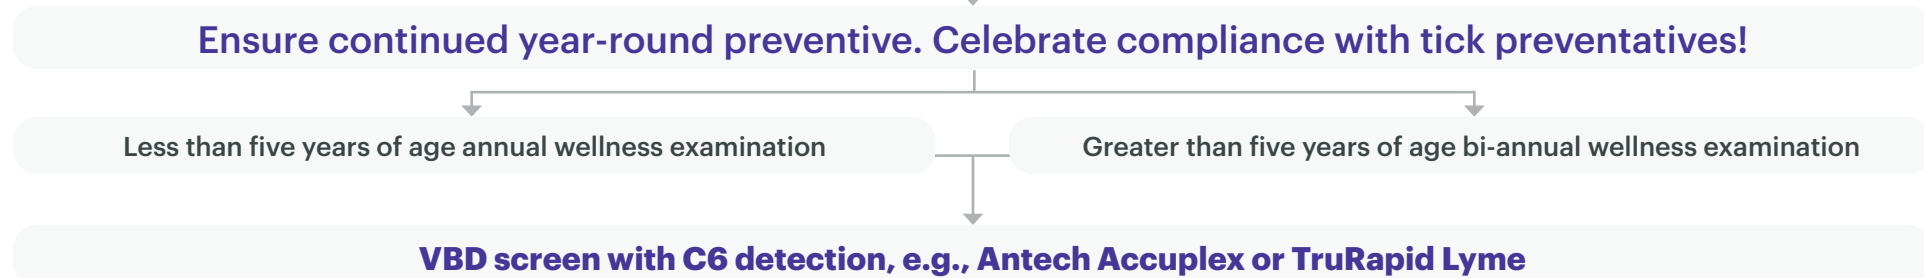 Ensure continued year-round preventive. Celebrate compliance with tick preventatives!
Less than five years of age annual wellness examination
Greater than five years of age bi-annual wellness examination
VBD screen with C6 detection, e.g., Antech Accuplex or TruRapid Lyme